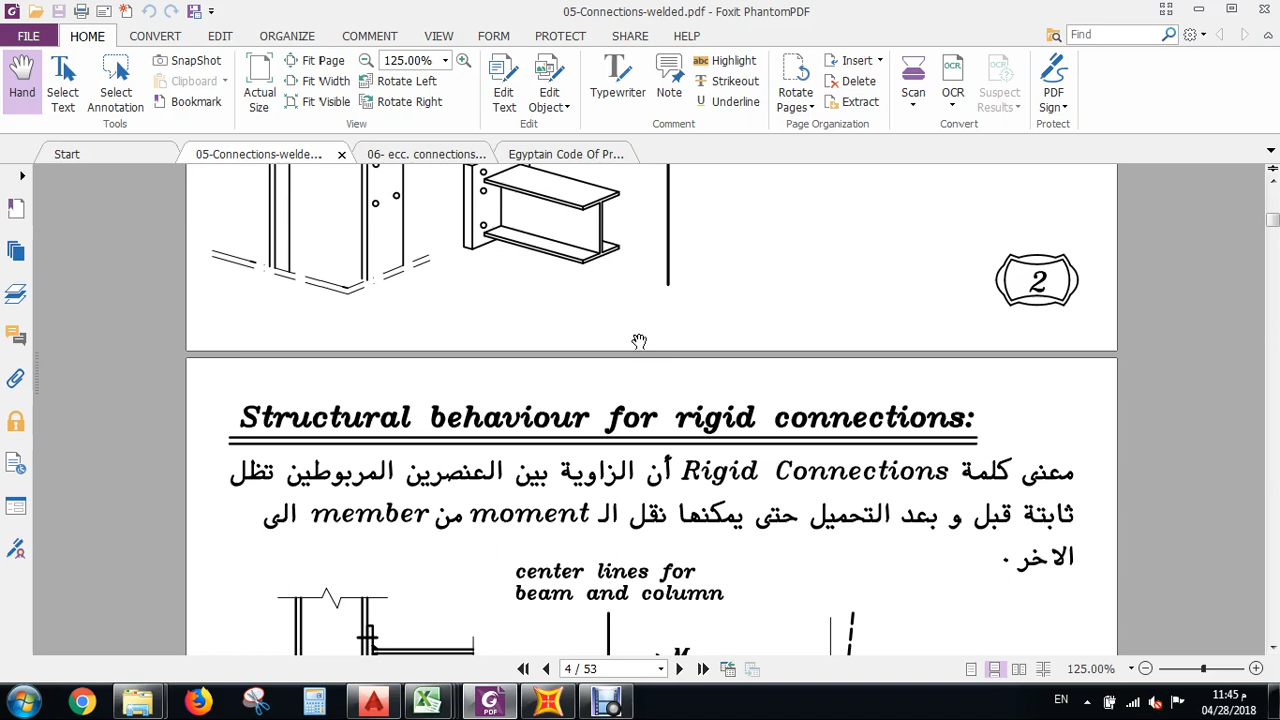 05-Connections-welded.pdf - Foxit PhantomPDF
FILE HOME CONVERT EDIT ORGANIZE COMMENT VIEW FORM PROTECT SHARE HELP Find
Hand
Select Text
Select Annotation
SnapShot
Clipboard
Bookmark
Tools
Actual Size
Fit Page
Fit Width
Fit Visible
125.00%
Rotate Left
Rotate Right
View
Edit Text
Edit Object
Edit
Typewriter
Note
Highlight
Strikeout
Underline
Comment
Rotate Pages
Insert
Delete
Extract
Page Organization
Scan
OCR
Suspect Results
Convert
PDF Sign
Protect
Start 05-Connections-welde... 06- ecc. connections... Egyptain Code Of Pr...
2
Structural behaviour for rigid connections:
معنى كلمة Rigid Connections أن الزاوية بين العنصرين المربوطين تظل
ثابتة قبل و بعد التحميل حتى يمكنها نقل الـ moment من member الى
الاخر .
center lines for
beam and column
M
4 / 53 125.00%
EN 11:45 م
04/28/2018